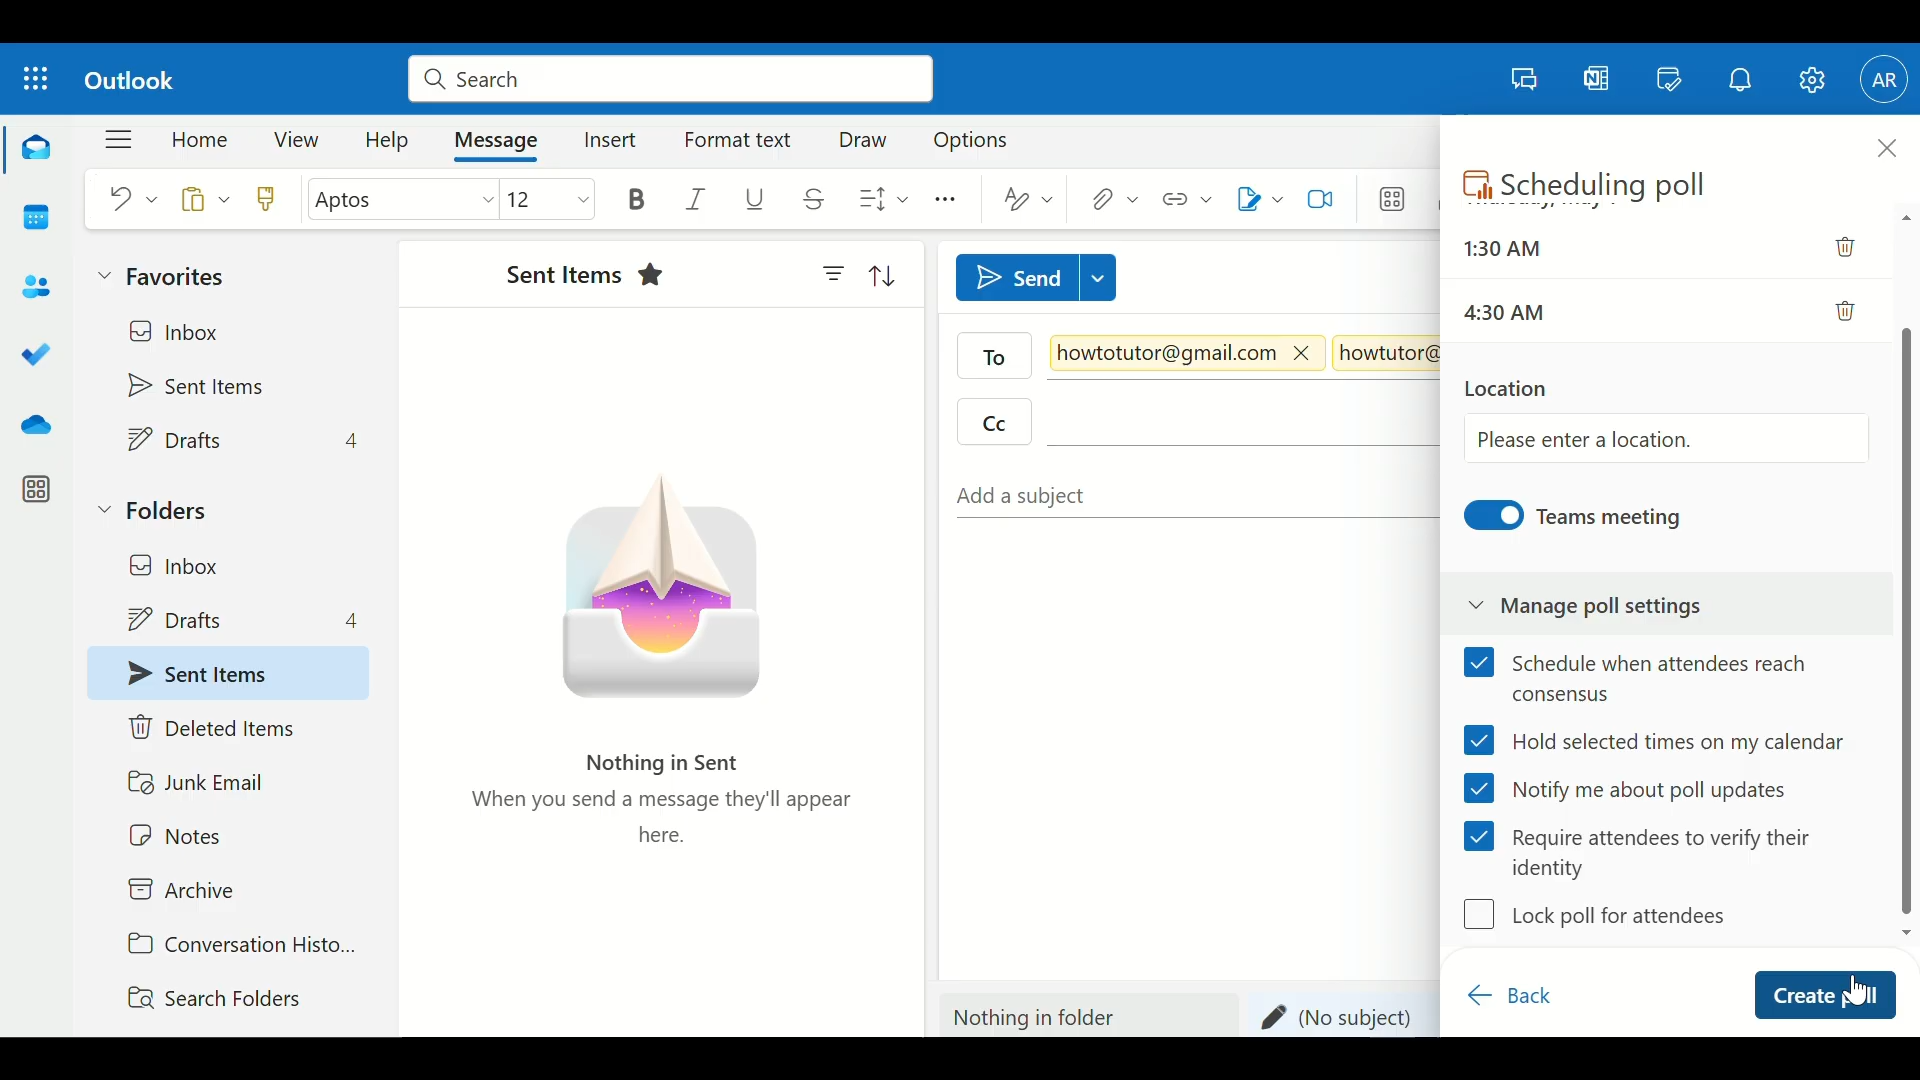 Outlook
Search
AR
Home View Help Message Insert Format text Draw Options
Aptos 12
Scheduling poll
1:30 AM
4:30 AM
Location
Please enter a location.
Teams meeting
Manage poll settings
Schedule when attendees reach
consensus
Hold selected times on my calendar
Notify me about poll updates
Require attendees to verify their
identity
Lock poll for attendees
Back
Create
Favorites
Inbox
Sent Items
Drafts 4
Folders
Inbox
Drafts 4
Sent Items
Deleted Items
Junk Email
Notes
Archive
Conversation Histo...
Search Folders
Sent Items
Nothing in Sent
When you send a message they'll appear
here.
Send
To howtotutor@gmail.com howtutor@
Cc
Add a subject
Nothing in folder
(No subject)